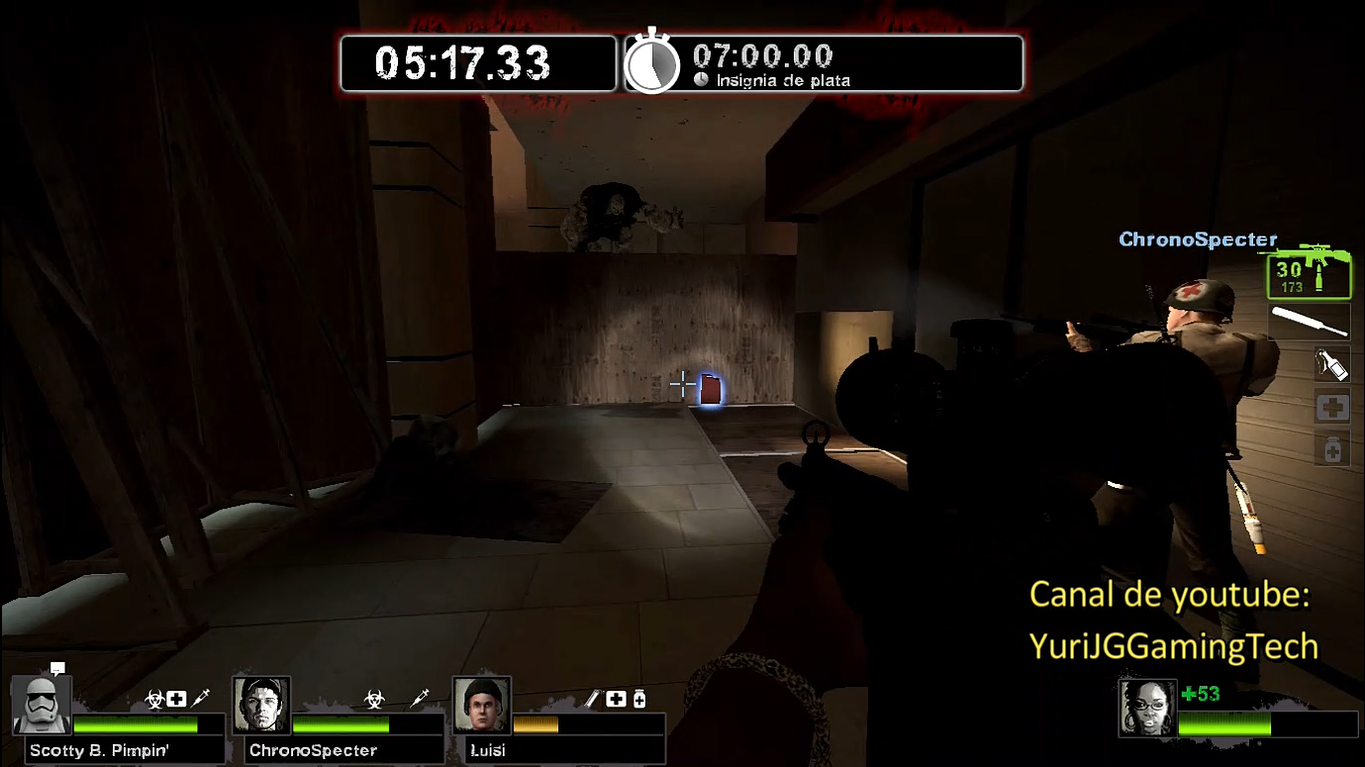 05:17.33
07:00.00
Insignia de plata
ChronoSpecter
30
173
Canal de youtube:
YuriJGGamingTech
+53
Scotty B. Pimpin'
ChronoSpecter
Luisi